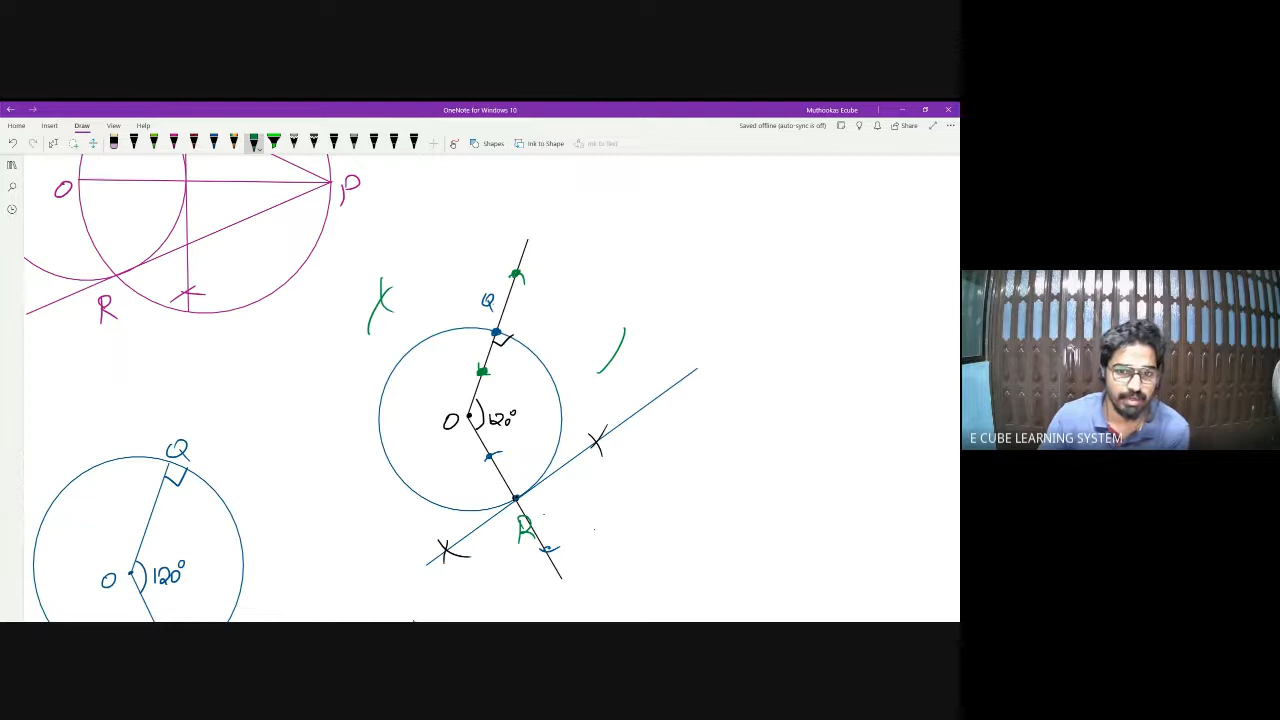 OneNote for Windows 10
Muthookas Ecube
Home Insert Draw View Help
Saved offline (auto-sync is off) Share
Shapes Ink to Shape Ink to Text
O P
R
Q
O 120°
R
Q
O 120°
E CUBE LEARNING SYSTEM